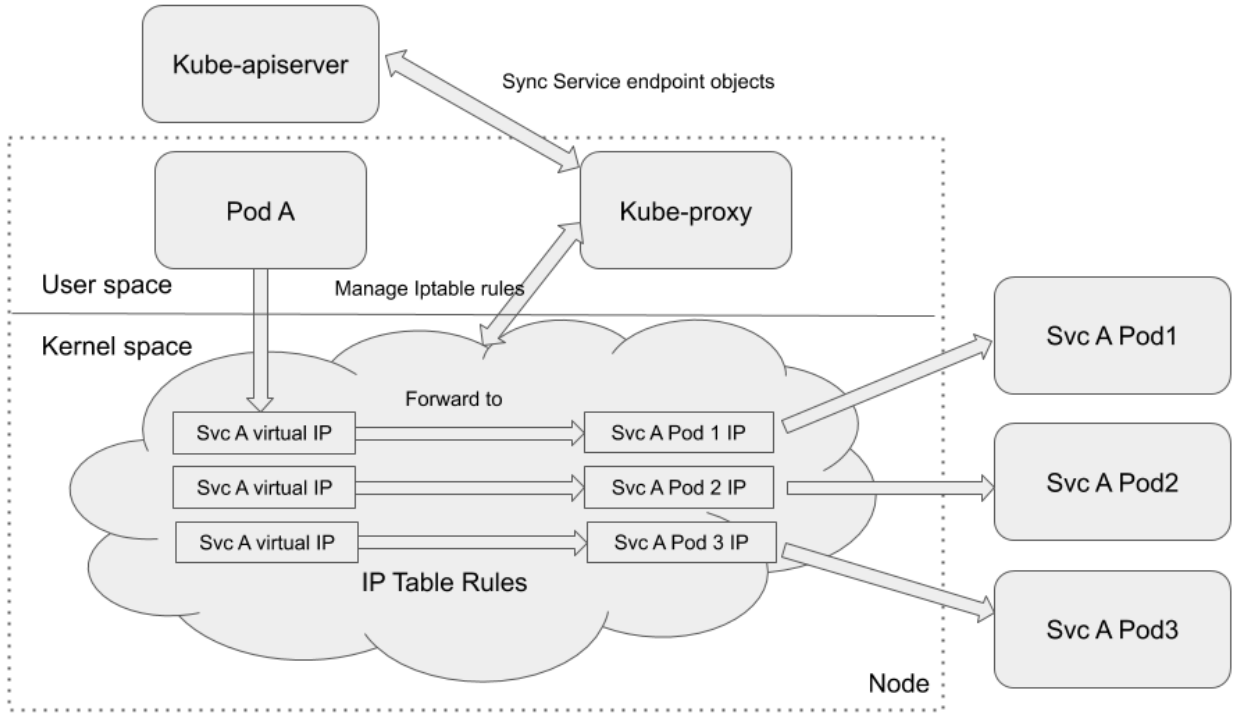 Kube-apiserver
Sync Service endpoint objects
Pod A
Kube-proxy
User space
Manage Iptable rules
Kernel space
Svc A Pod1
Forward to
Svc A virtual IP
Svc A Pod 1 IP
Svc A virtual IP
Svc A Pod 2 IP
Svc A Pod2
Svc A virtual IP
Svc A Pod 3 IP
IP Table Rules
Svc A Pod3
Node